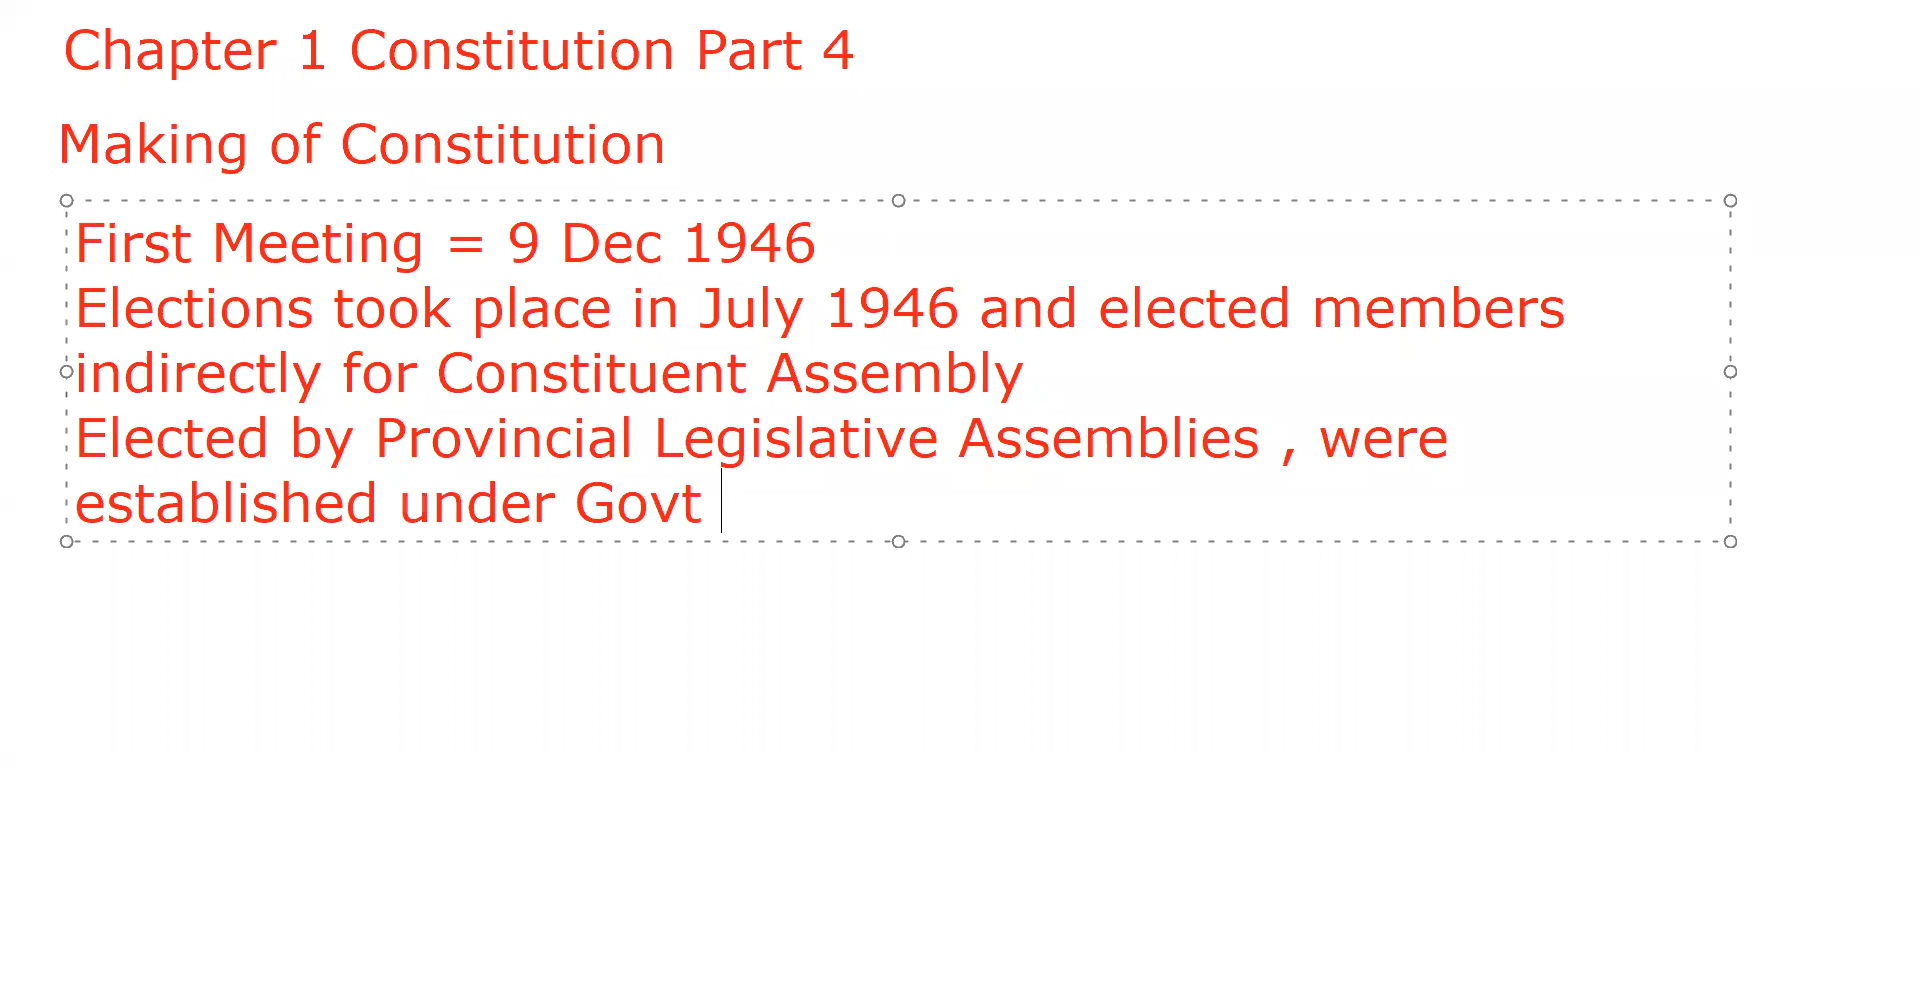 Chapter 1 Constitution Part 4
Making of Constitution
First Meeting = 9 Dec 1946
Elections took place in July 1946 and elected members
indirectly for Constituent Assembly
Elected by Provincial Legislative Assemblies , were
established under Govt